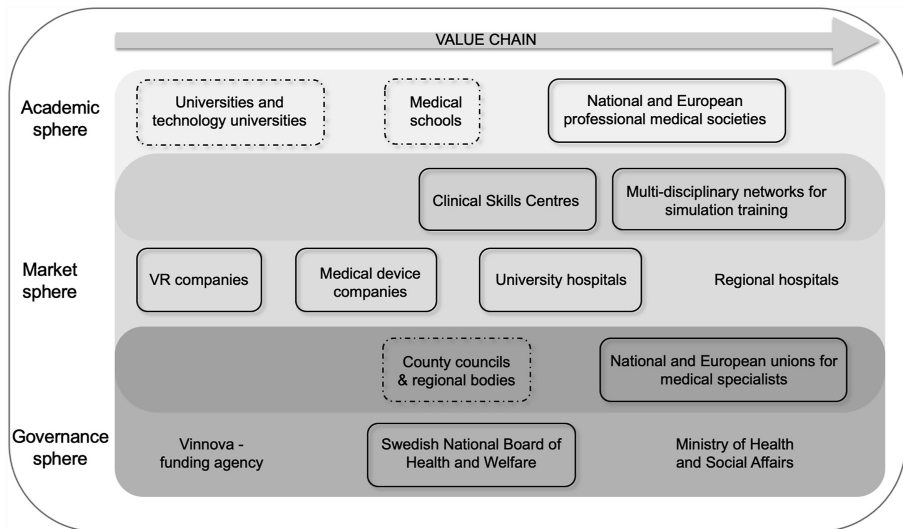 VALUE CHAIN
Academic
sphere
Universities and
technology universities
Medical
schools
National and European
professional medical societies
Clinical Skills Centres
Multi-disciplinary networks for
simulation training
Market
sphere
VR companies
Medical device
companies
University hospitals
Regional hospitals
County councils
& regional bodies
National and European unions for
medical specialists
Governance
sphere
Vinnova -
funding agency
Swedish National Board of
Health and Welfare
Ministry of Health
and Social Affairs